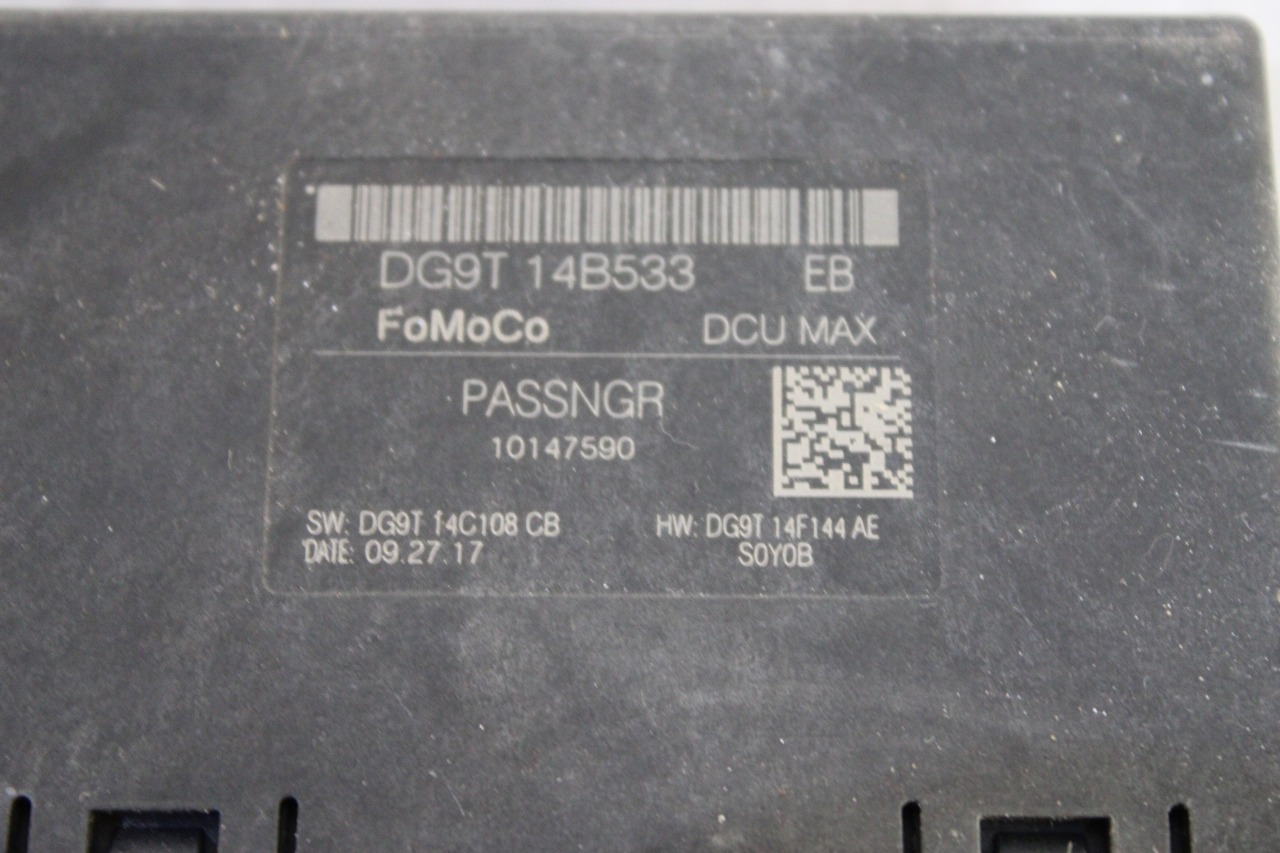 DG9T 14B533 EB
FoMoCo DCU MAX
PASSNGR
10147590
SW: DG9T 14C108 CB HW: DG9T 14F144 AE
DATE: 09.27.17 S0Y0B